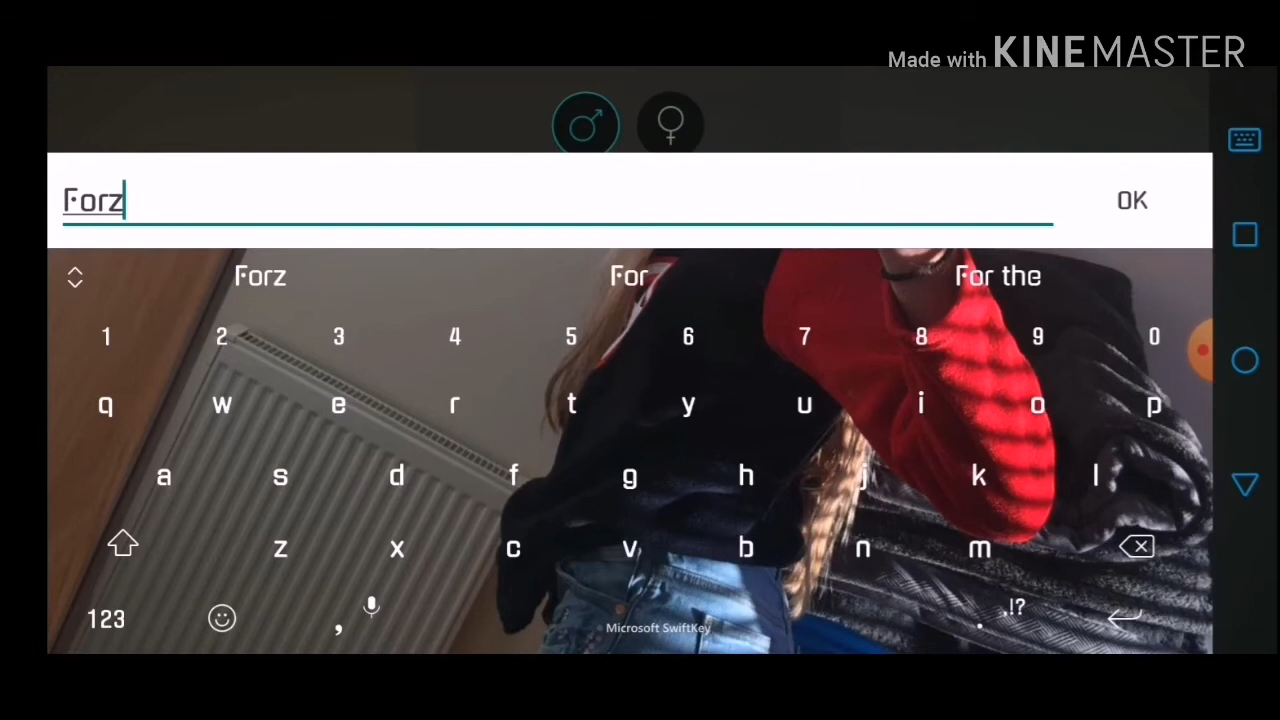 Made with KINEMASTER
Forz
OK
Forz For For the
1 2 3 4 5 6 7 8 9 0
q w e r t y u i o p
a s d f g h j k l
z x c v b n m
123 , . ,!?
Microsoft SwiftKey